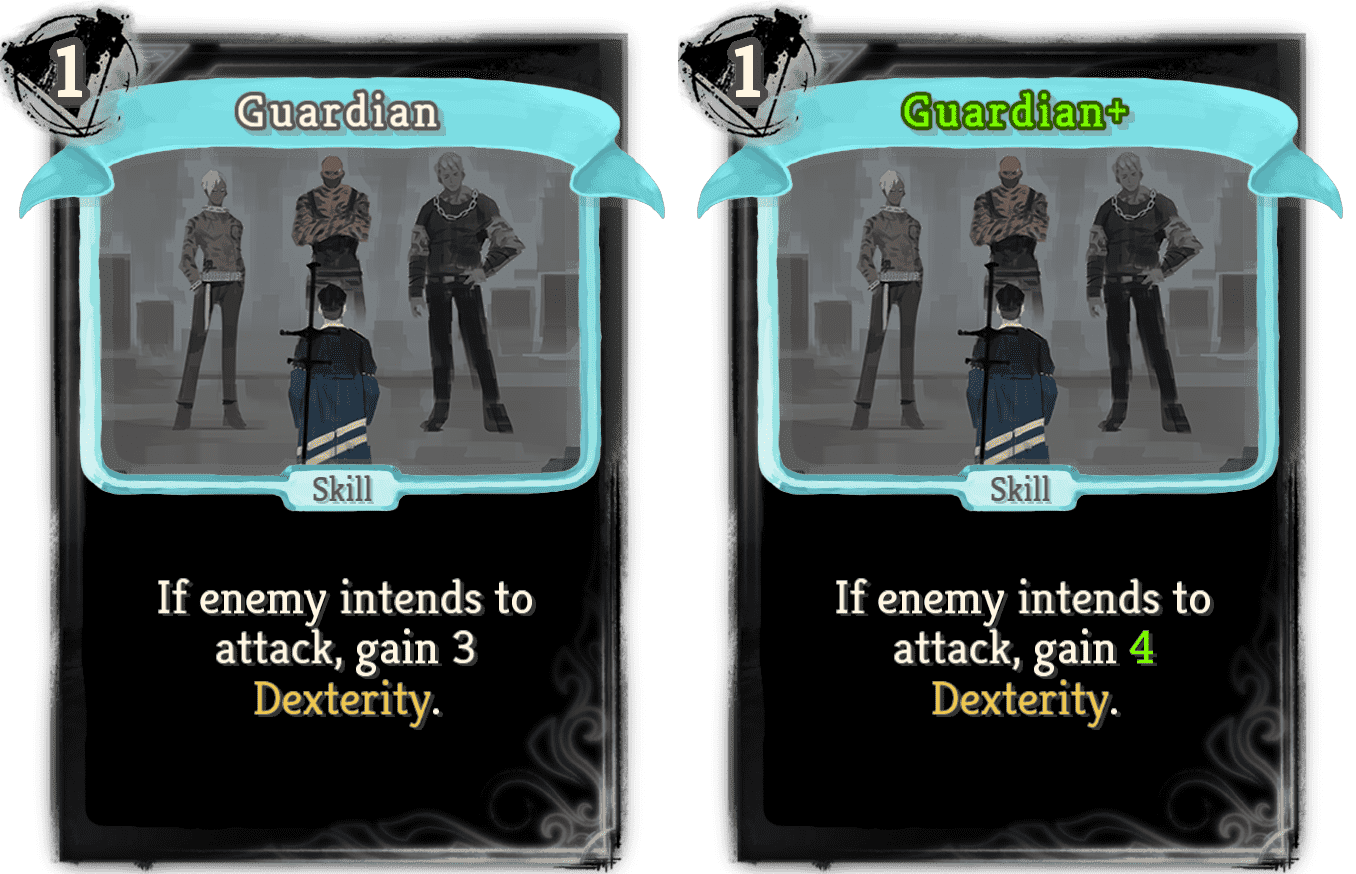 1
Guardian
Skill
If enemy intends to
attack, gain 3
Dexterity.
1
Guardian+
Skill
If enemy intends to
attack, gain 4
Dexterity.